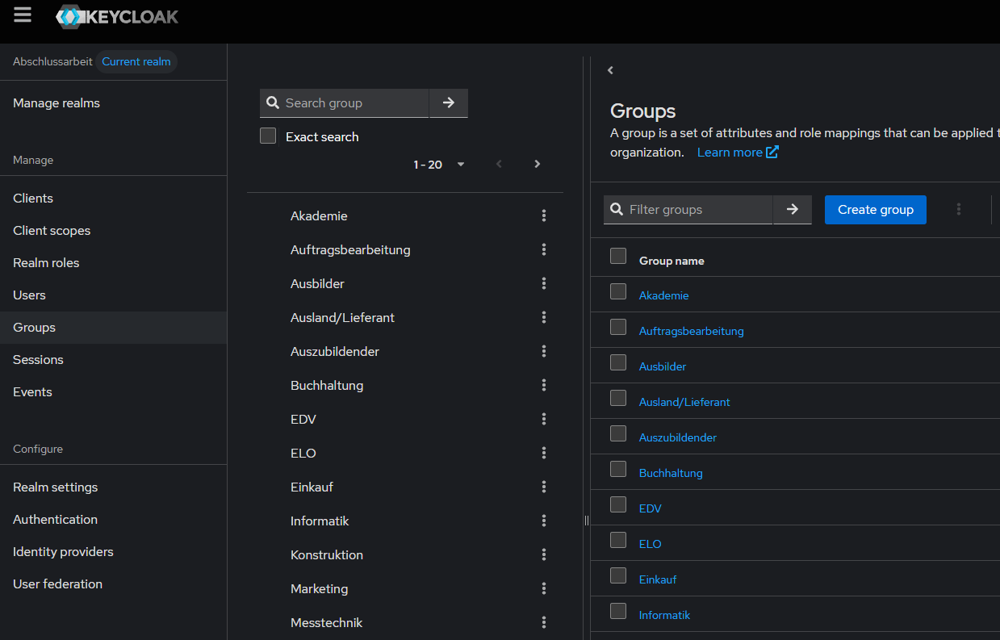 KEYCLOAK
Abschlussarbeit Current realm
Manage realms
Manage
Clients
Client scopes
Realm roles
Users
Groups
Sessions
Events
Configure
Realm settings
Authentication
Identity providers
User federation
Search group
Exact search
1 - 20
Akademie
Auftragsbearbeitung
Ausbilder
Ausland/Lieferant
Auszubildender
Buchhaltung
EDV
ELO
Einkauf
Informatik
Konstruktion
Marketing
Messtechnik
Groups
A group is a set of attributes and role mappings that can be applied
organization. Learn more
Filter groups
Create group
Group name
Akademie
Auftragsbearbeitung
Ausbilder
Ausland/Lieferant
Auszubildender
Buchhaltung
EDV
ELO
Einkauf
Informatik